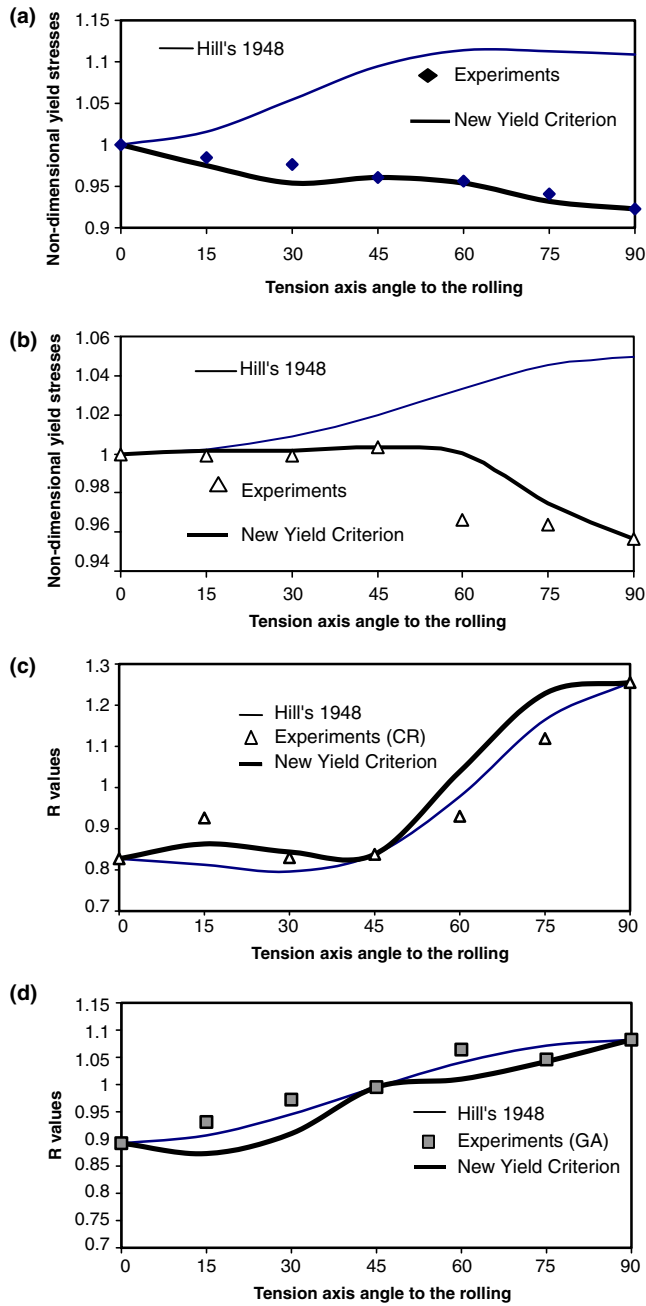 (a)
Non-dimensional yield stresses
1.15
1.1
1.05
1
0.95
0.9
Hill's 1948
Experiments
New Yield Criterion
0 15 30 45 60 75 90
Tension axis angle to the rolling
(b)
Non-dimensional yield stresses
1.06
1.04
1.02
1
0.98
0.96
0.94
Hill's 1948
Experiments
New Yield Criterion
0 15 30 45 60 75 90
Tension axis angle to the rolling
(c)
R values
1.3
1.2
1.1
1
0.9
0.8
0.7
Hill's 1948
Experiments (CR)
New Yield Criterion
0 15 30 45 60 75 90
Tension axis angle to the rolling
(d)
R values
1.15
1.1
1.05
1
0.95
0.9
0.85
0.8
0.75
0.7
Hill's 1948
Experiments (GA)
New Yield Criterion
0 15 30 45 60 75 90
Tension axis angle to the rolling